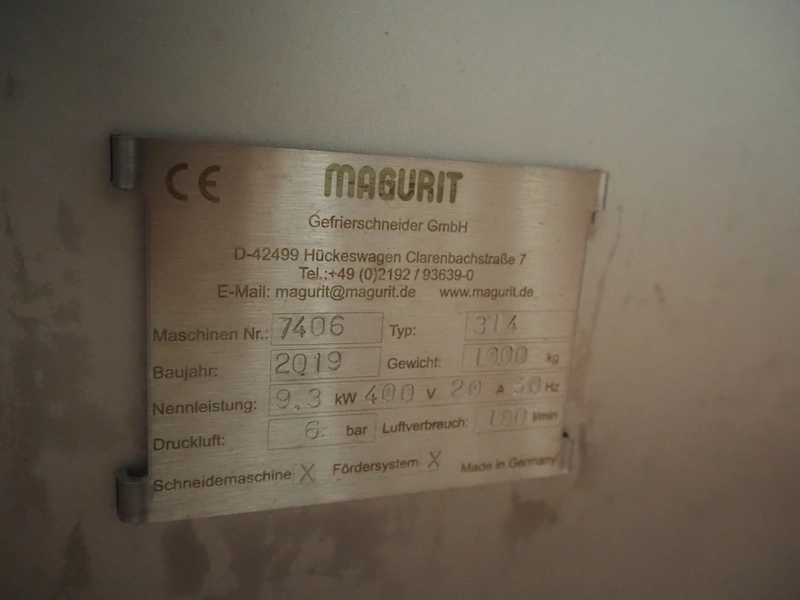 CE MAGURIT
Gefrierschneider GmbH
D-42499 Hückeswagen Clarenbachstraße 7
Tel.:+49 (0)2192 / 93639-0
E-Mail: magurit@magurit.de www.magurit.de
Maschinen Nr.: 7406 Typ: 314
Baujahr: 2019 Gewicht: 1000 kg
Nennleistung: 9,3 kW 400 V 20 A 50 Hz
Druckluft: 6 bar Luftverbrauch: 180 l/min
Schneidemaschine X Fördersystem X Made in Germany